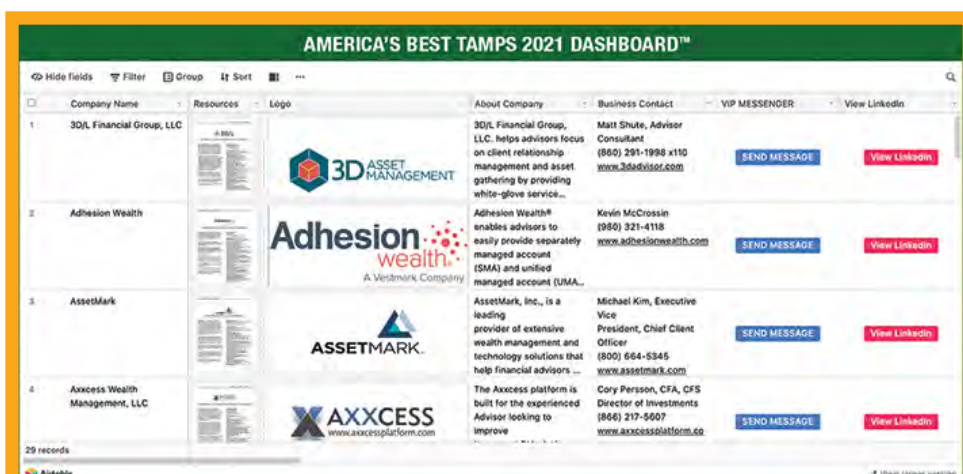 AMERICA'S BEST TAMPS 2021 DASHBOARD™
Hide fields Filter Group Sort ...
Company Name Resources Logo About Company Business Contact VIP MESSENGER View LinkedIn
1 3D/L Financial Group, LLC
3D ASSET
MANAGEMENT
3D/L Financial Group,
LLC. helps advisors focus
on client relationship
management and asset
gathering by providing
white-glove service...
Matt Shute, Advisor
Consultant
(860) 291-1998 x110
www.3dadvisor.com
SEND MESSAGE
View LinkedIn
2 Adhesion Wealth
Adhesion
wealth
A Vestmark Company
Adhesion Wealth®
enables advisors to
easily provide separately
managed account
(SMA) and unified
managed account (UMA...
Kevin McCrossin
(980) 321-4118
www.adhesionwealth.com
SEND MESSAGE
View LinkedIn
3 AssetMark
ASSETMARK
AssetMark, Inc., is a
leading
provider of extensive
wealth management and
technology solutions that
help financial advisors ...
Michael Kim, Executive
Vice
President, Chief Client
Officer
(800) 664-5345
www.assetmark.com
SEND MESSAGE
View LinkedIn
4 Axxcess Wealth
Management, LLC
AXXCESS
www.axxcessplatform.com
The Axxcess platform is
built for the experienced
Advisor looking to
improve
Cory Persson, CFA, CFS
Director of Investments
(866) 217-5607
www.axxcessplatform.co
SEND MESSAGE
View LinkedIn
29 records
Airtable
View larger version